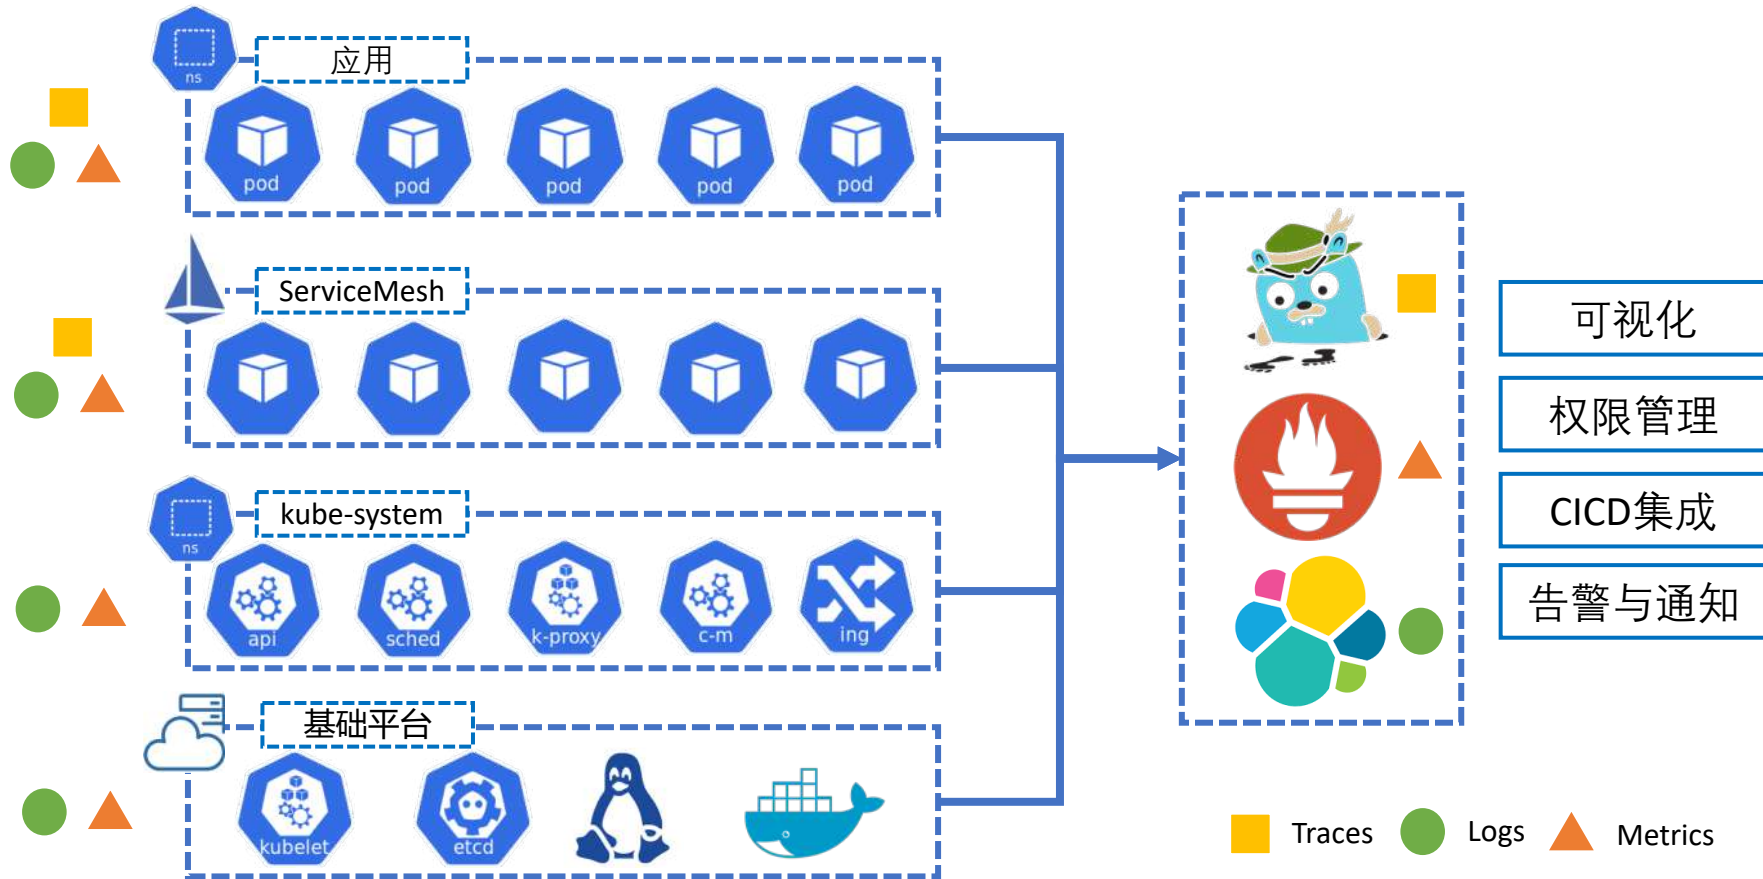 ns
应用
pod
pod
pod
pod
pod
ServiceMesh
ns
kube-system
api
sched
k-proxy
c-m
ing
基础平台
kubelet
etcd
可视化
权限管理
CICD集成
告警与通知
Traces
Logs
Metrics